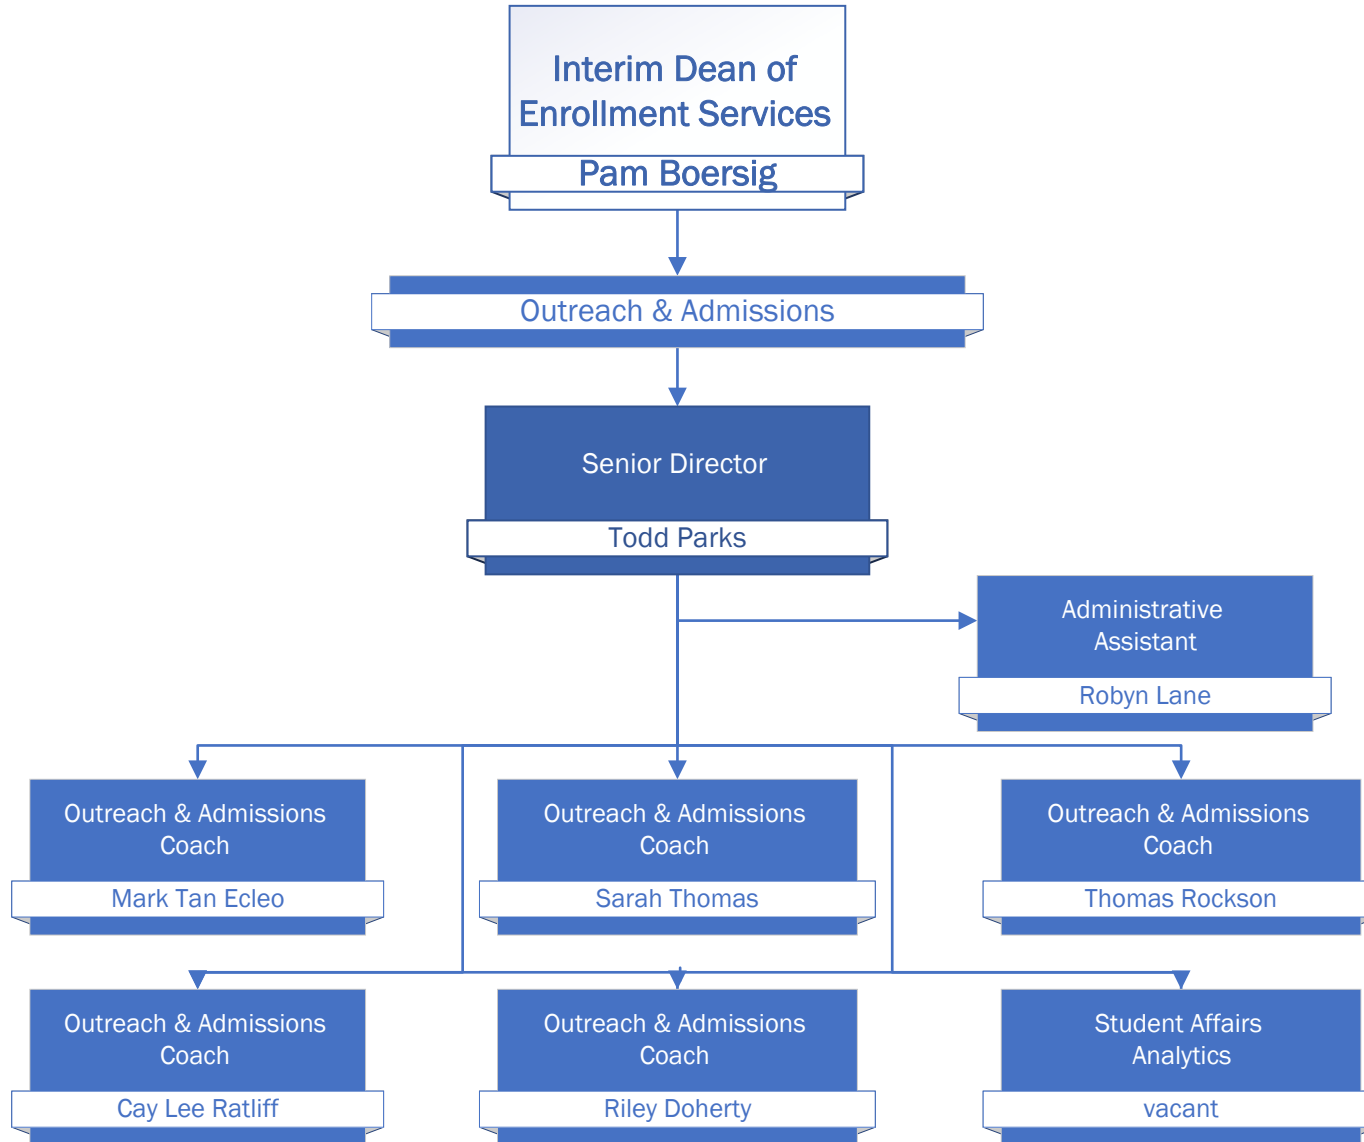 Interim Dean of
Enrollment Services
Pam Boersig
Outreach & Admissions
Senior Director
Todd Parks
Administrative
Assistant
Robyn Lane
Outreach & Admissions
Coach
Mark Tan Ecleo
Outreach & Admissions
Coach
Sarah Thomas
Outreach & Admissions
Coach
Thomas Rockson
Outreach & Admissions
Coach
Cay Lee Ratliff
Outreach & Admissions
Coach
Riley Doherty
Student Affairs
Analytics
vacant